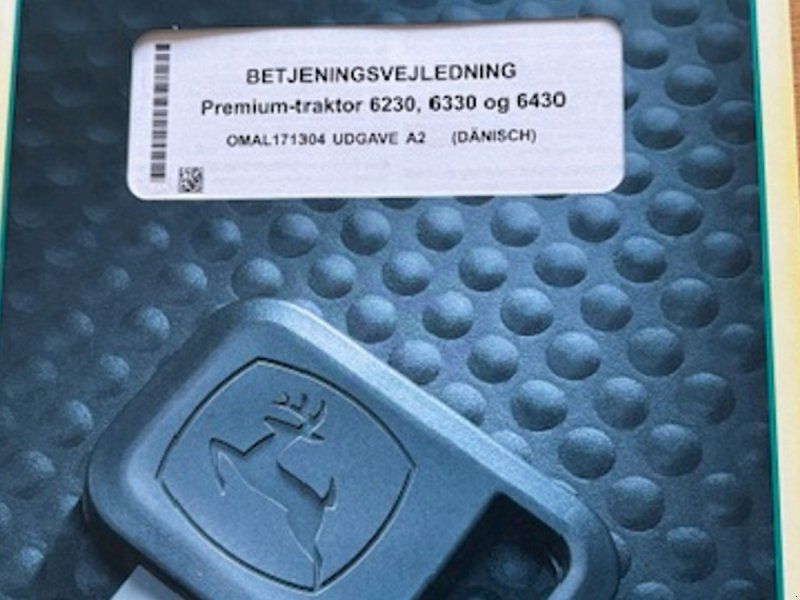 BETJENINGSVEJLEDNING
Premium-traktor 6230, 6330 og 6430
OMAL171304 UDGAVE A2 (DÄNISCH)